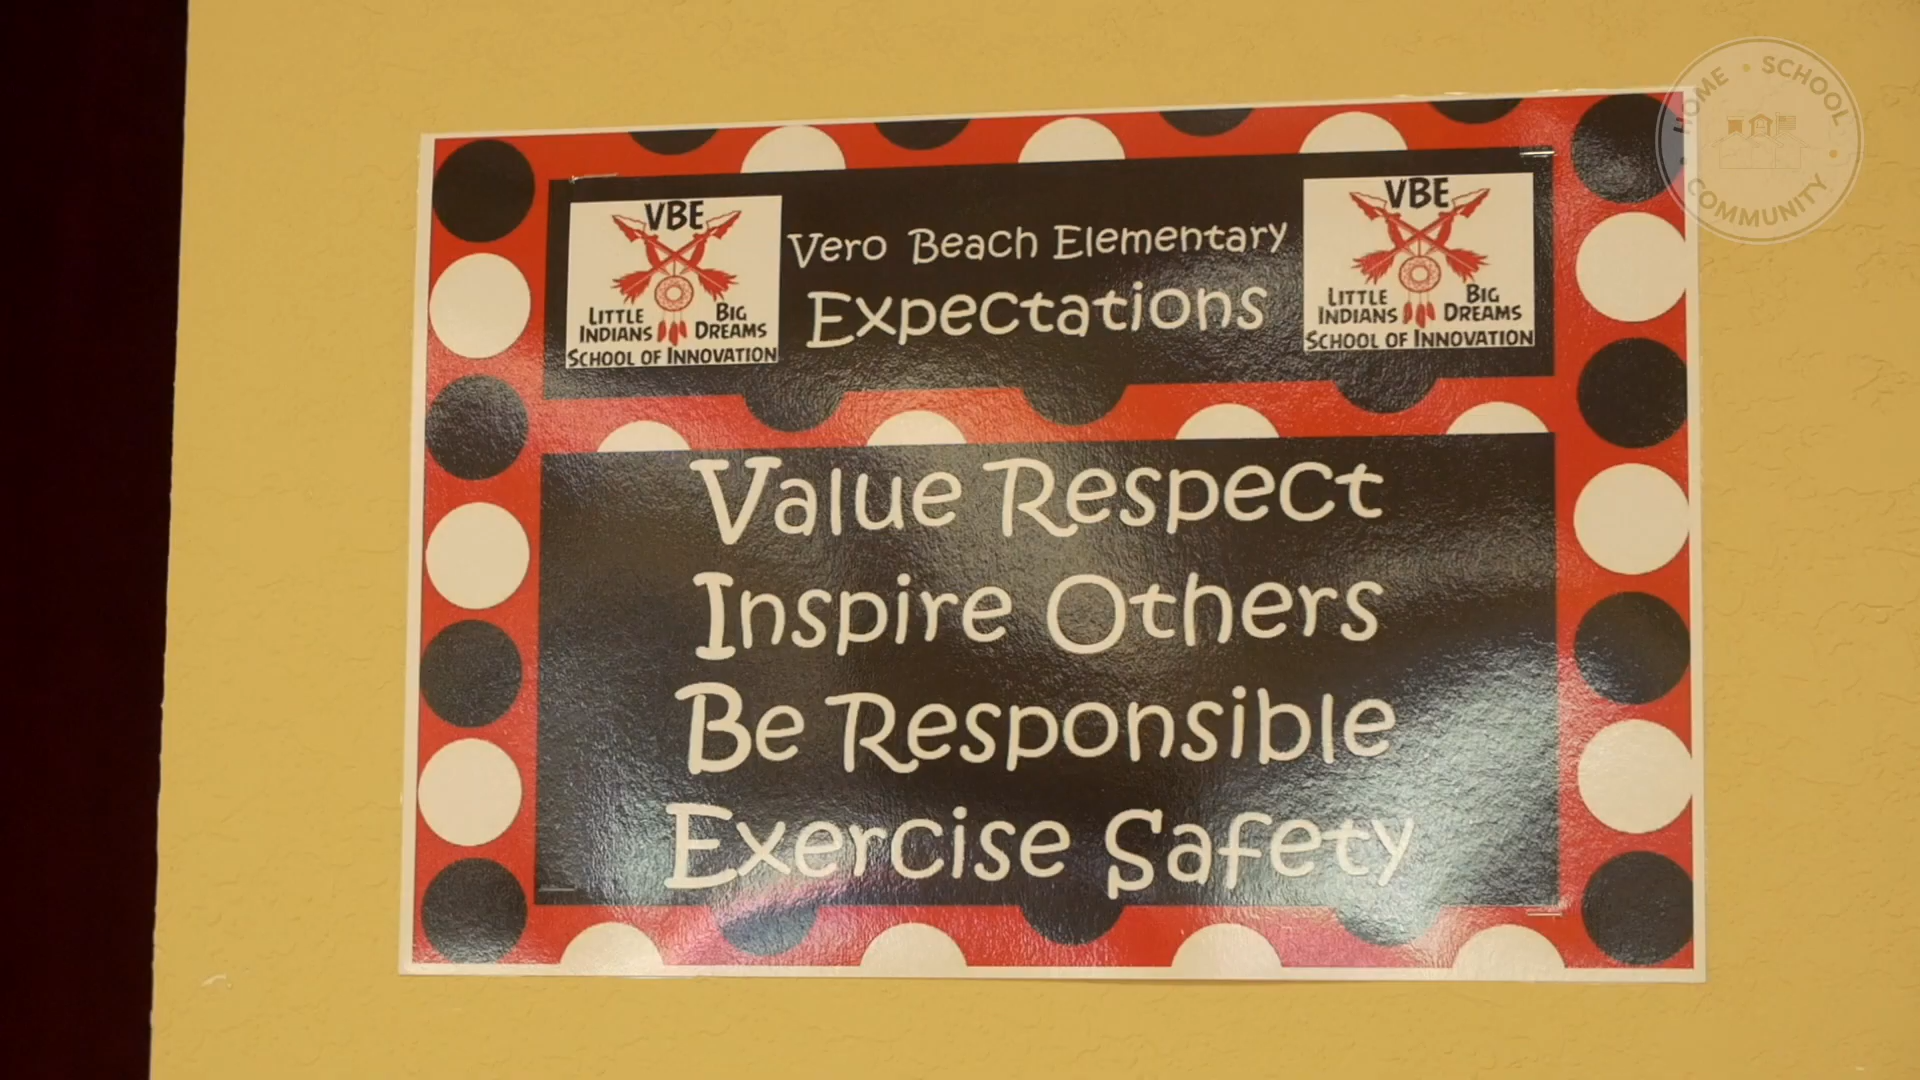 HOME • SCHOOL
• COMMUNITY •
VBE
LITTLE INDIANS
BIG DREAMS
SCHOOL OF INNOVATION
Vero Beach Elementary
Expectations
VBE
LITTLE INDIANS
BIG DREAMS
SCHOOL OF INNOVATION
Value Respect
Inspire Others
Be Responsible
Exercise Safety